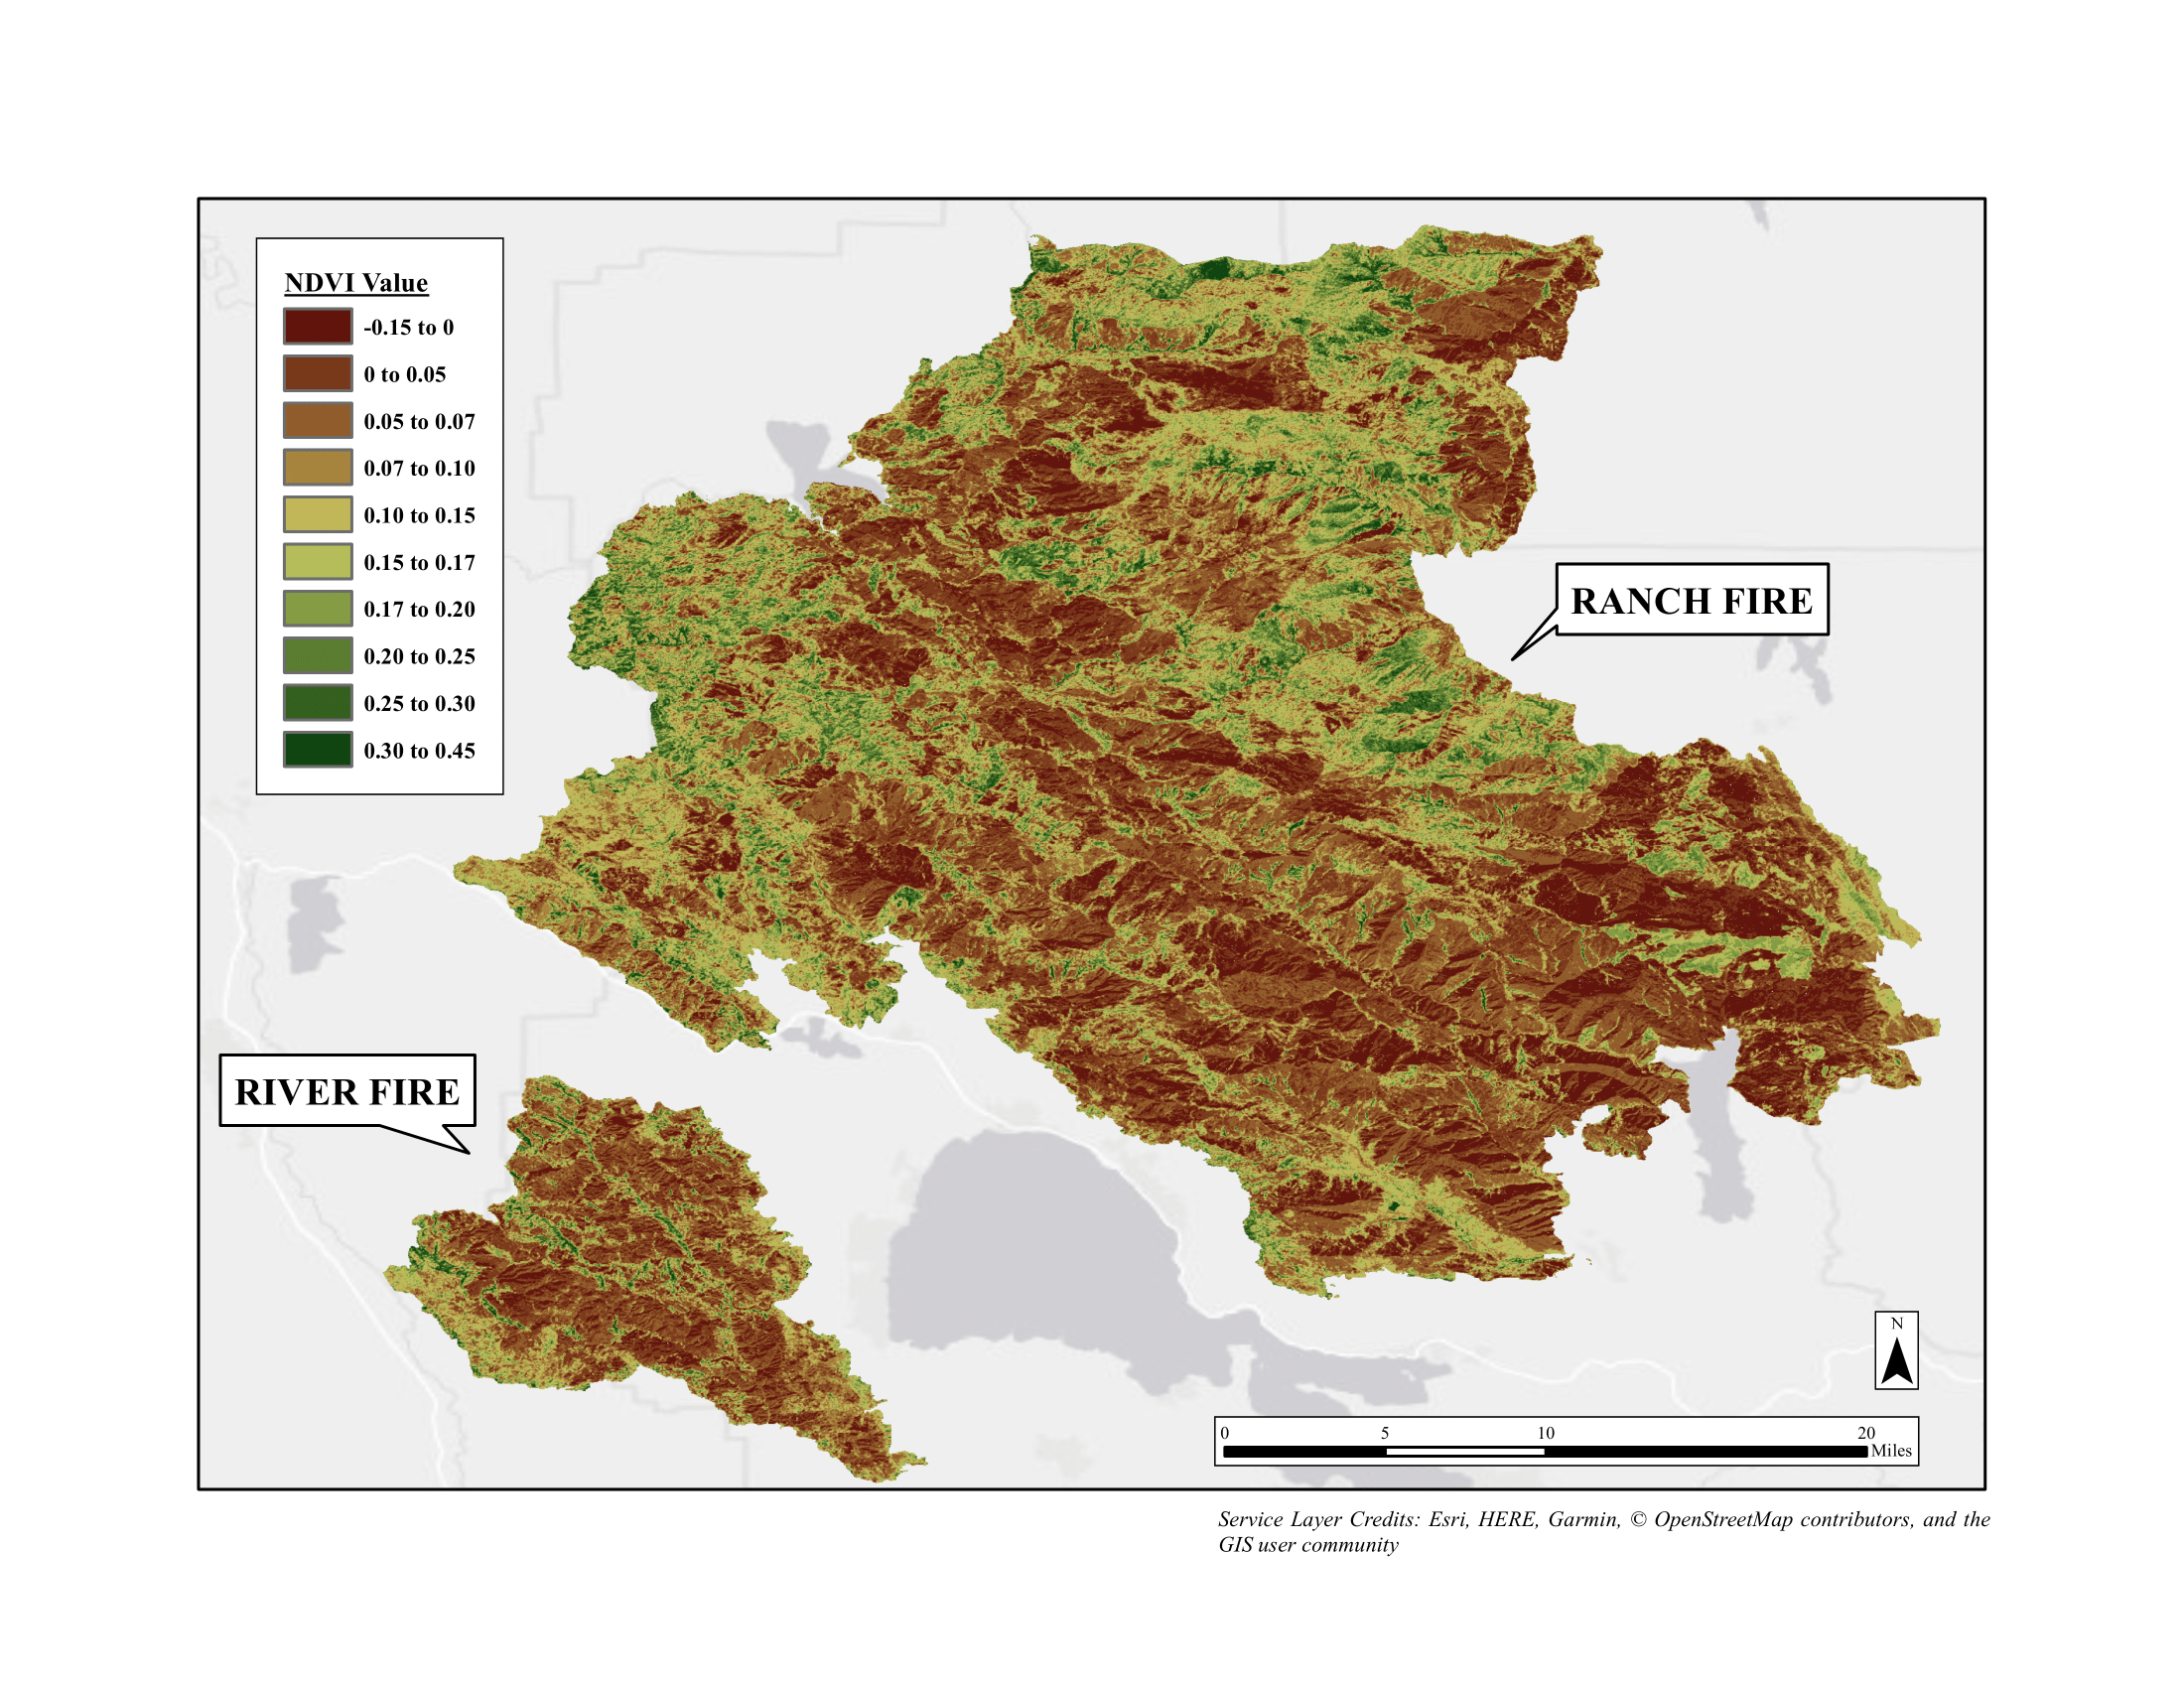 NDVI Value
-0.15 to 0
0 to 0.05
0.05 to 0.07
0.07 to 0.10
0.10 to 0.15
0.15 to 0.17
0.17 to 0.20
0.20 to 0.25
0.25 to 0.30
0.30 to 0.45
RANCH FIRE
RIVER FIRE
N
0 5 10 20
Miles
Service Layer Credits: Esri, HERE, Garmin, © OpenStreetMap contributors, and the
GIS user community